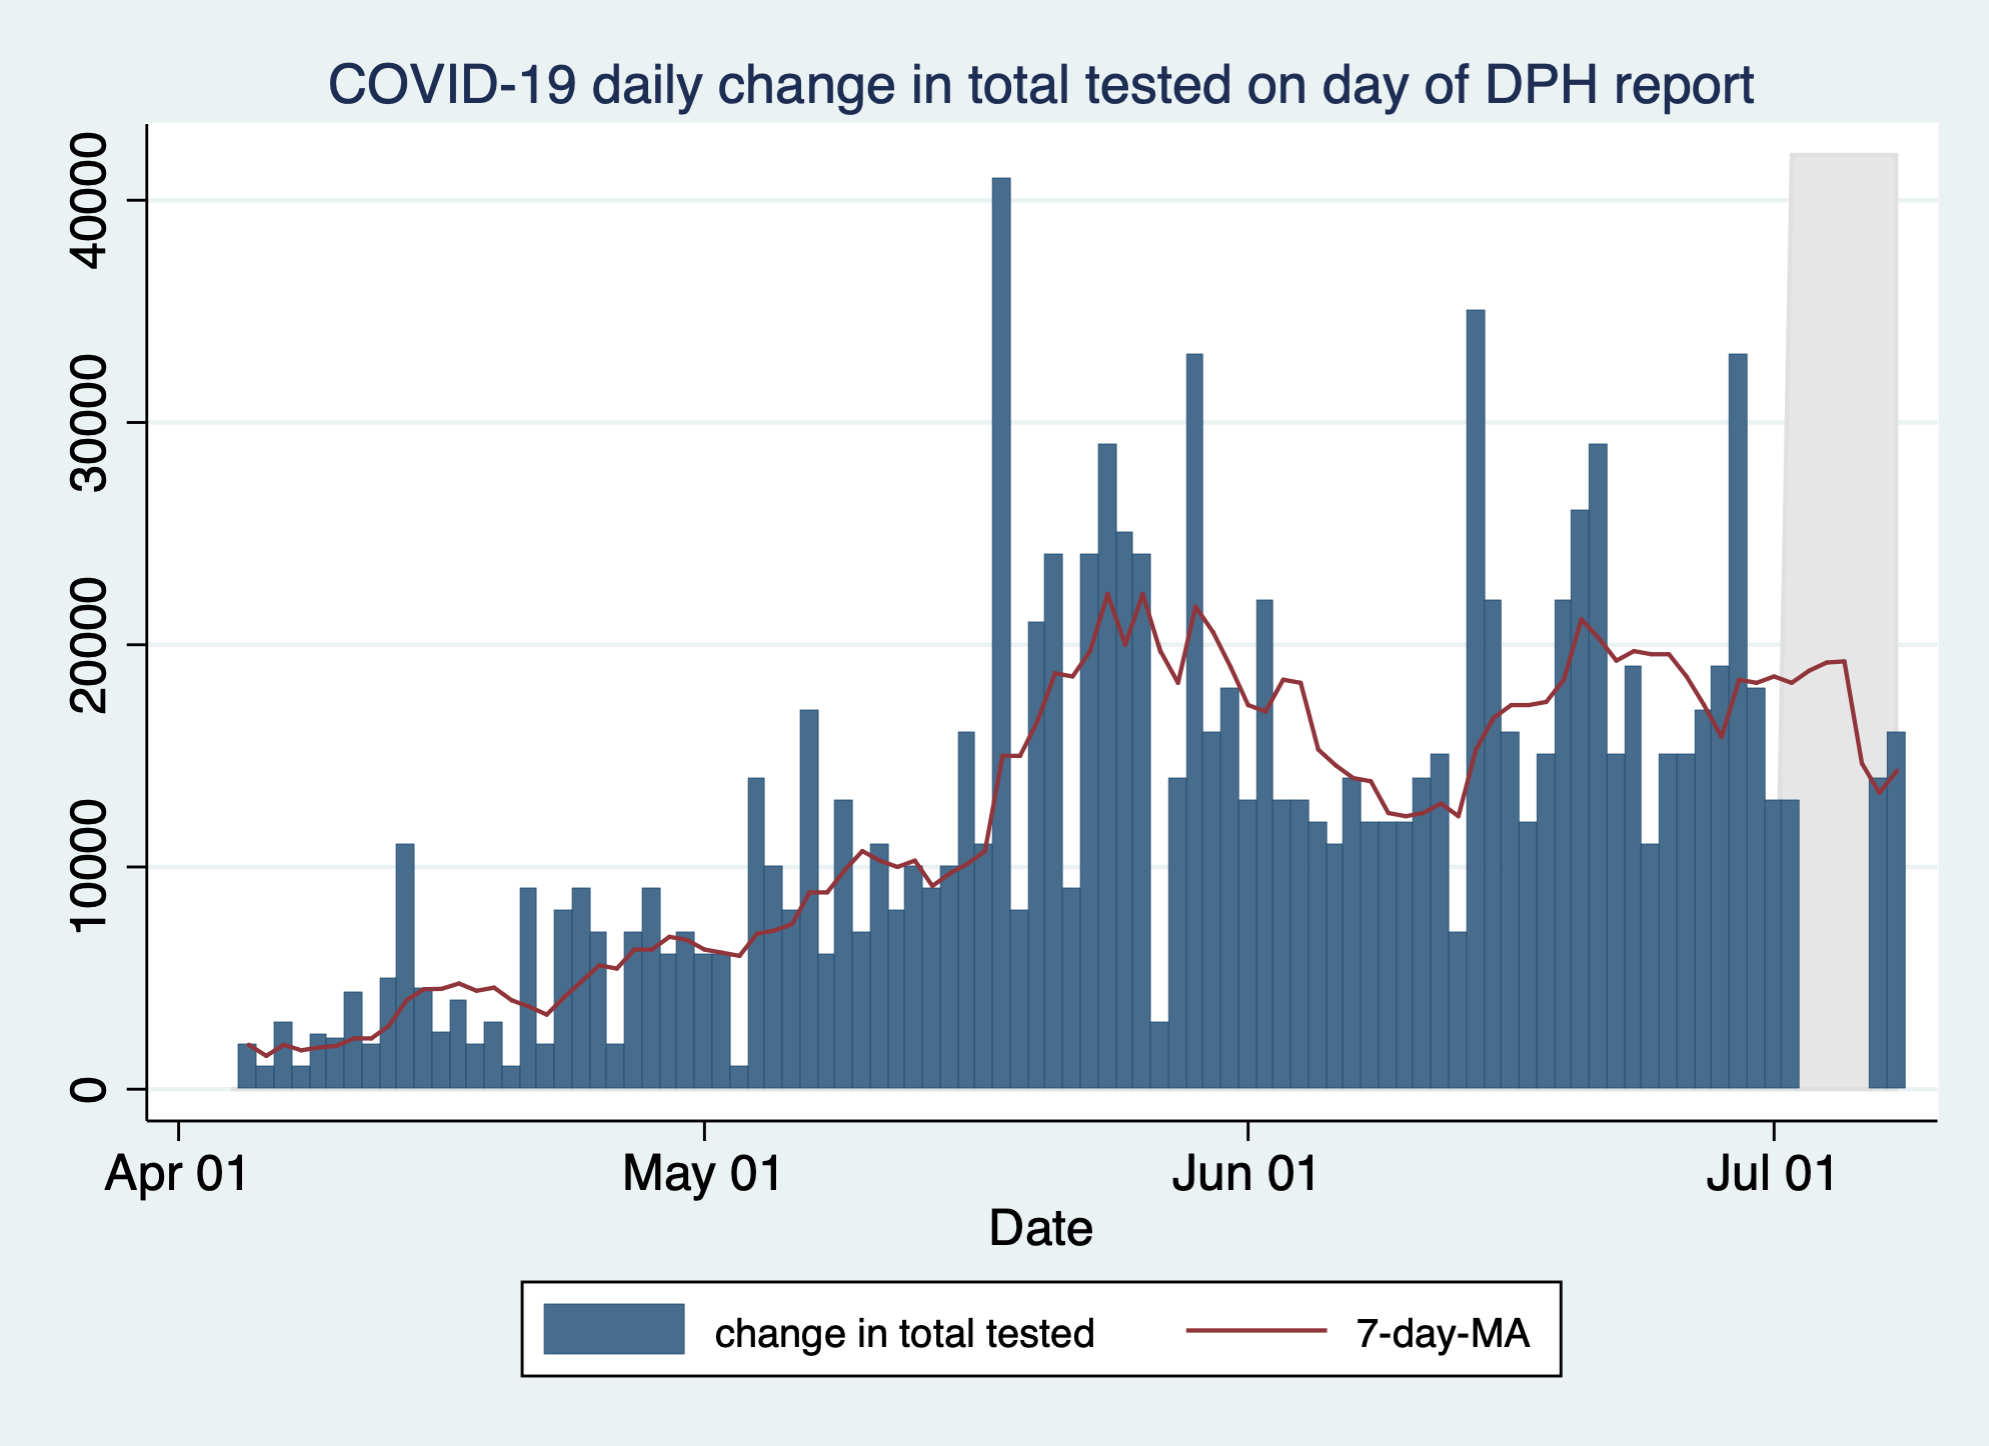 COVID-19 daily change in total tested on day of DPH report
40000
30000
20000
10000
0
Apr 01 May 01 Jun 01 Jul 01
Date
change in total tested 7-day-MA